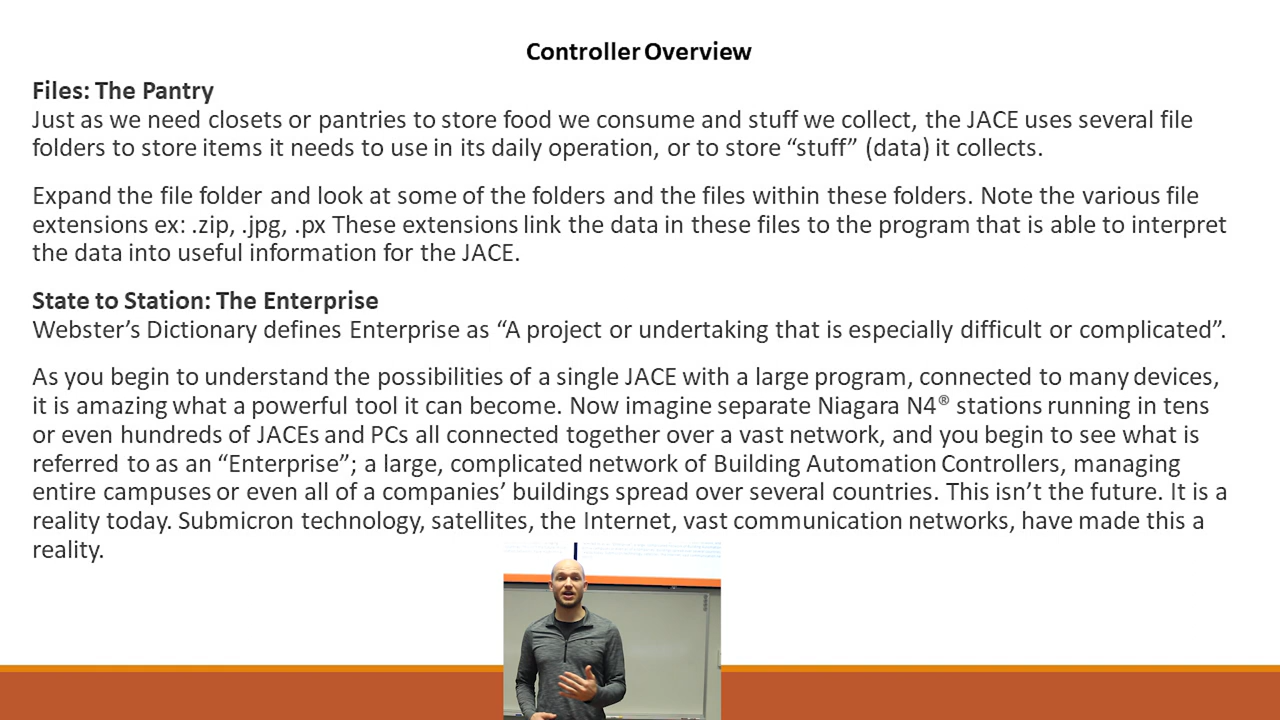 Controller Overview
Files: The Pantry
Just as we need closets or pantries to store food we consume and stuff we collect, the JACE uses several file
folders to store items it needs to use in its daily operation, or to store “stuff” (data) it collects.
Expand the file folder and look at some of the folders and the files within these folders. Note the various file
extensions ex: .zip, .jpg, .px These extensions link the data in these files to the program that is able to interpret
the data into useful information for the JACE.
State to Station: The Enterprise
Webster’s Dictionary defines Enterprise as “A project or undertaking that is especially difficult or complicated”.
As you begin to understand the possibilities of a single JACE with a large program, connected to many devices,
it is amazing what a powerful tool it can become. Now imagine separate Niagara N4® stations running in tens
or even hundreds of JACEs and PCs all connected together over a vast network, and you begin to see what is
referred to as an “Enterprise”; a large, complicated network of Building Automation Controllers, managing
entire campuses or even all of a companies’ buildings spread over several countries. This isn’t the future. It is a
reality today. Submicron technology, satellites, the Internet, vast communication networks, have made this a
reality.